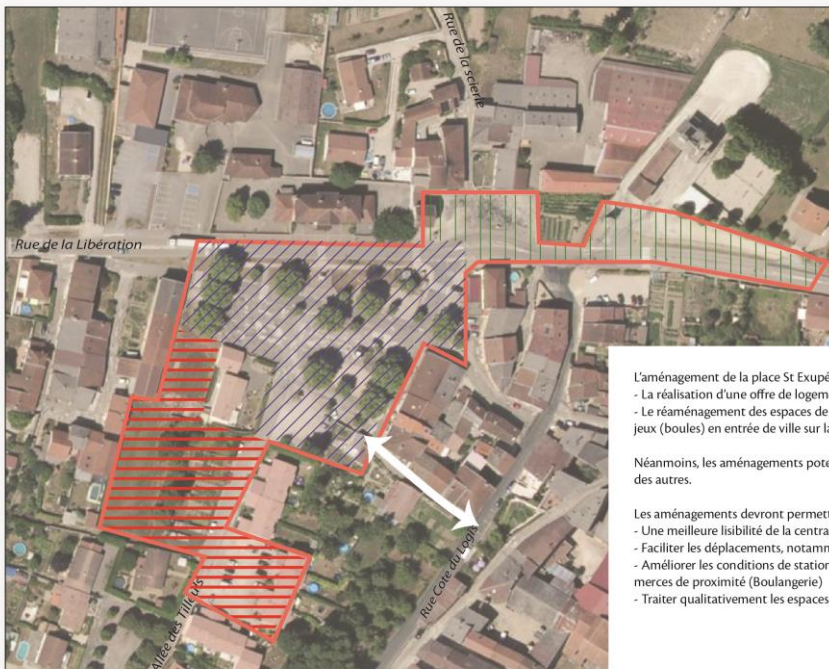 Rue de la scierie
Rue de la Libération
L'aménagement de la place St Exupé
- La réalisation d'une offre de logem
- Le réaménagement des espaces de
jeux (boules) en entrée de ville sur la
Néanmoins, les aménagements pote
des autres.
Les aménagements devront permett
- Une meilleure lisibilité de la centra
- Faciliter les déplacements, notamm
- Améliorer les conditions de station
merces de proximité (Boulangerie)
- Traiter qualitativement les espaces
Rue Cote du Logis
Allée des Tilleuls